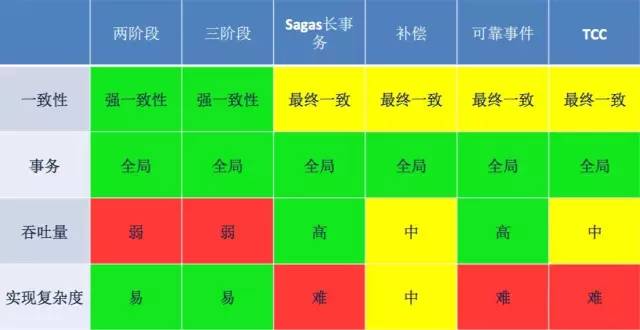 两阶段 三阶段 Sagas长事务 补偿 可靠事件 TCC
一致性 强一致性 强一致性 最终一致 最终一致 最终一致 最终一致
事务 全局 全局 全局 全局 全局 全局
吞吐量 弱 弱 高 中 高 中
实现复杂度 易 易 难 中 难 难